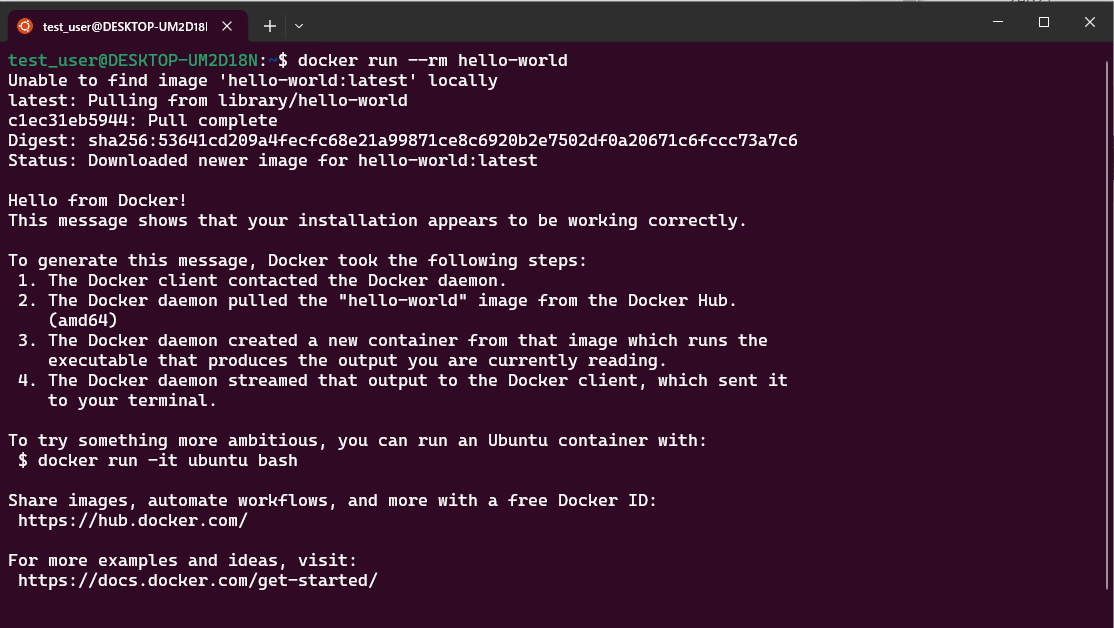 test_user@DESKTOP-UM2D18
test_user@DESKTOP-UM2D18N:~$ docker run --rm hello-world
Unable to find image 'hello-world:latest' locally
latest: Pulling from library/hello-world
c1ec31eb5944: Pull complete
Digest: sha256:53641cd209a4fecfc68e21a99871ce8c6920b2e7502df0a20671c6fccc73a7c6
Status: Downloaded newer image for hello-world:latest

Hello from Docker!
This message shows that your installation appears to be working correctly.

To generate this message, Docker took the following steps:
 1. The Docker client contacted the Docker daemon.
 2. The Docker daemon pulled the "hello-world" image from the Docker Hub.
    (amd64)
 3. The Docker daemon created a new container from that image which runs the
    executable that produces the output you are currently reading.
 4. The Docker daemon streamed that output to the Docker client, which sent it
    to your terminal.

To try something more ambitious, you can run an Ubuntu container with:
 $ docker run -it ubuntu bash

Share images, automate workflows, and more with a free Docker ID:
 https://hub.docker.com/

For more examples and ideas, visit:
 https://docs.docker.com/get-started/